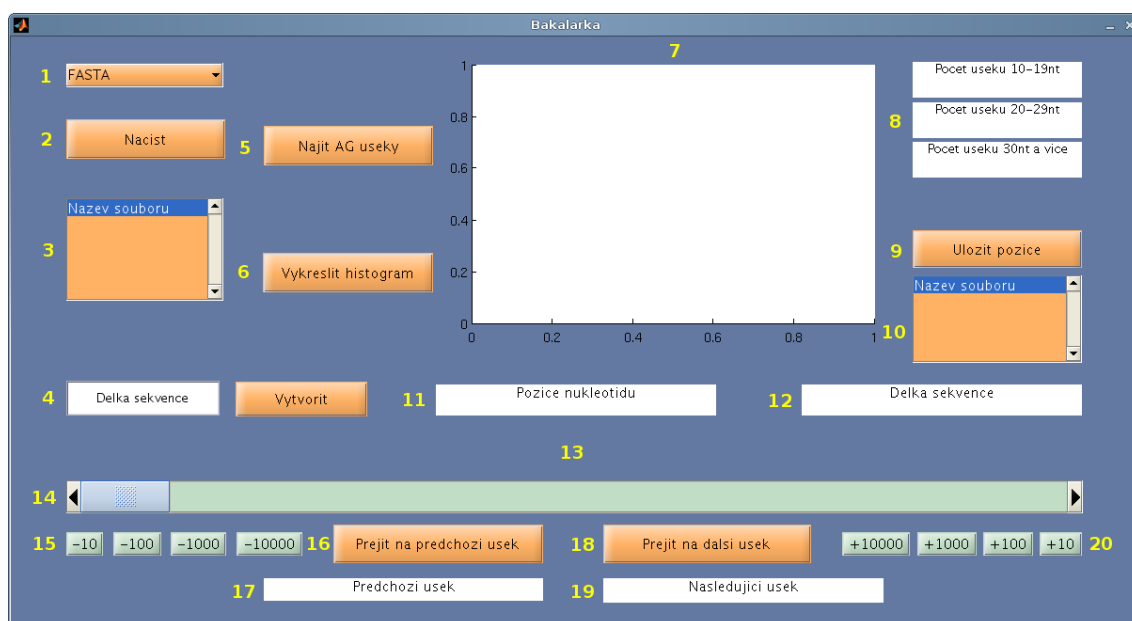 Bakalarka
7
1 FASTA
Pocet useku 10-19nt
1
8 Pocet useku 20-29nt
0.8
2 Nacist
5 Najit AG useky
Pocet useku 30nt a vice
0.6
Nazev souboru
0.4
3
9 Ulozit pozice
6 Vykreslit histogram
0.2
Nazev souboru
0
0 0.2 0.4 0.6 0.8 1
10
4 Delka sekvence Vytvorit 11 Pozice nukleotidu 12 Delka sekvence
13
14
15 -10 -100 -1000 -10000 16 Prejit na predchozi usek 18 Prejit na dalsi usek +10000 +1000 +100 +10 20
17 Predchozi usek 19 Nasledujici usek